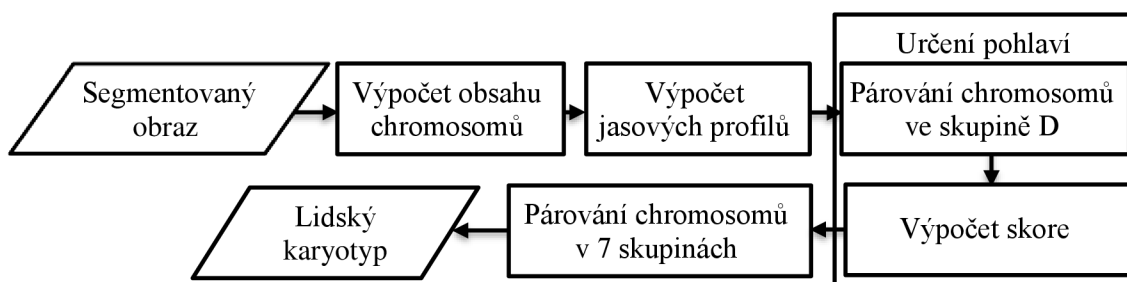 Určení pohlaví
Segmentovaný
obraz
Výpočet obsahu
chromosomů
Výpočet
jasových profilů
Párování chromosomů
ve skupině D
Výpočet skore
Párování chromosomů
v 7 skupinách
Lidský
karyotyp